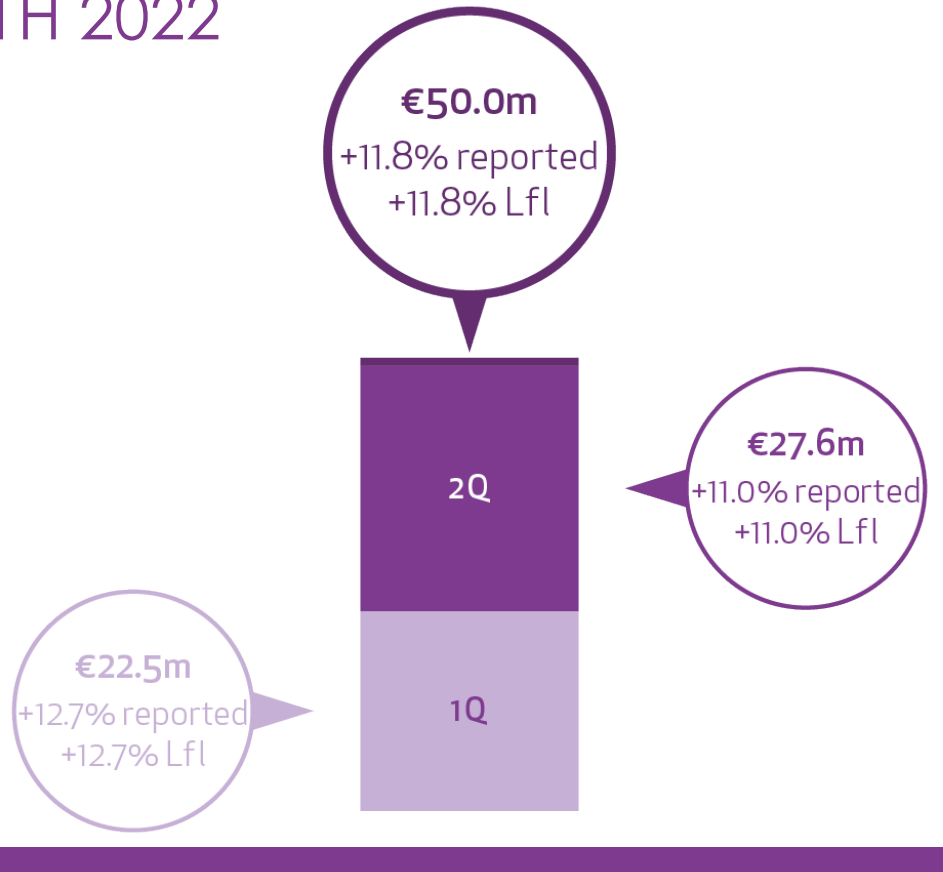 TH 2022
€50.0m
+11.8% reported
+11.8% Lfl
€27.6m
+11.0% reported
+11.0% Lfl
2Q
€22.5m
+12.7% reported
+12.7% Lfl
1Q